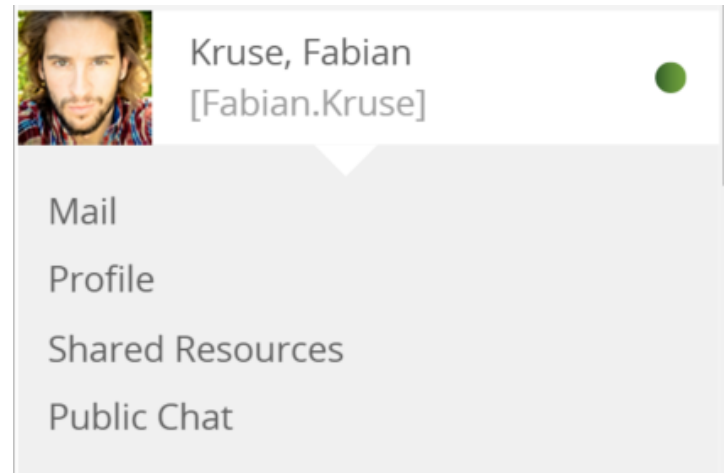 Kruse, Fabian
[Fabian.Kruse]
Mail
Profile
Shared Resources
Public Chat